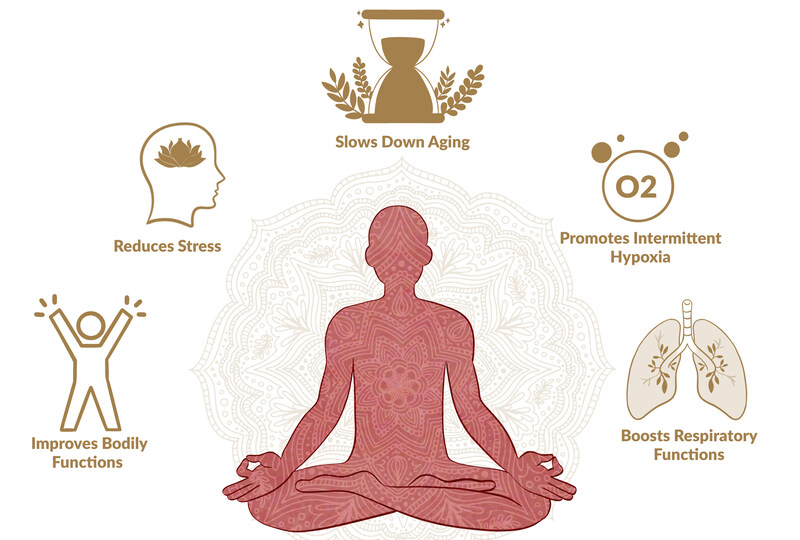 Slows Down Aging
Reduces Stress
O2
Promotes Intermittent
Hypoxia
Improves Bodily
Functions
Boosts Respiratory
Functions